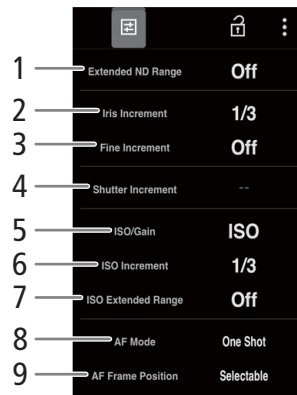 1 Extended ND Range Off
2 Iris Increment 1/3
3 Fine Increment Off
4 Shutter Increment --
5 ISO/Gain ISO
6 ISO Increment 1/3
7 ISO Extended Range Off
8 AF Mode One Shot
9 AF Frame Position Selectable